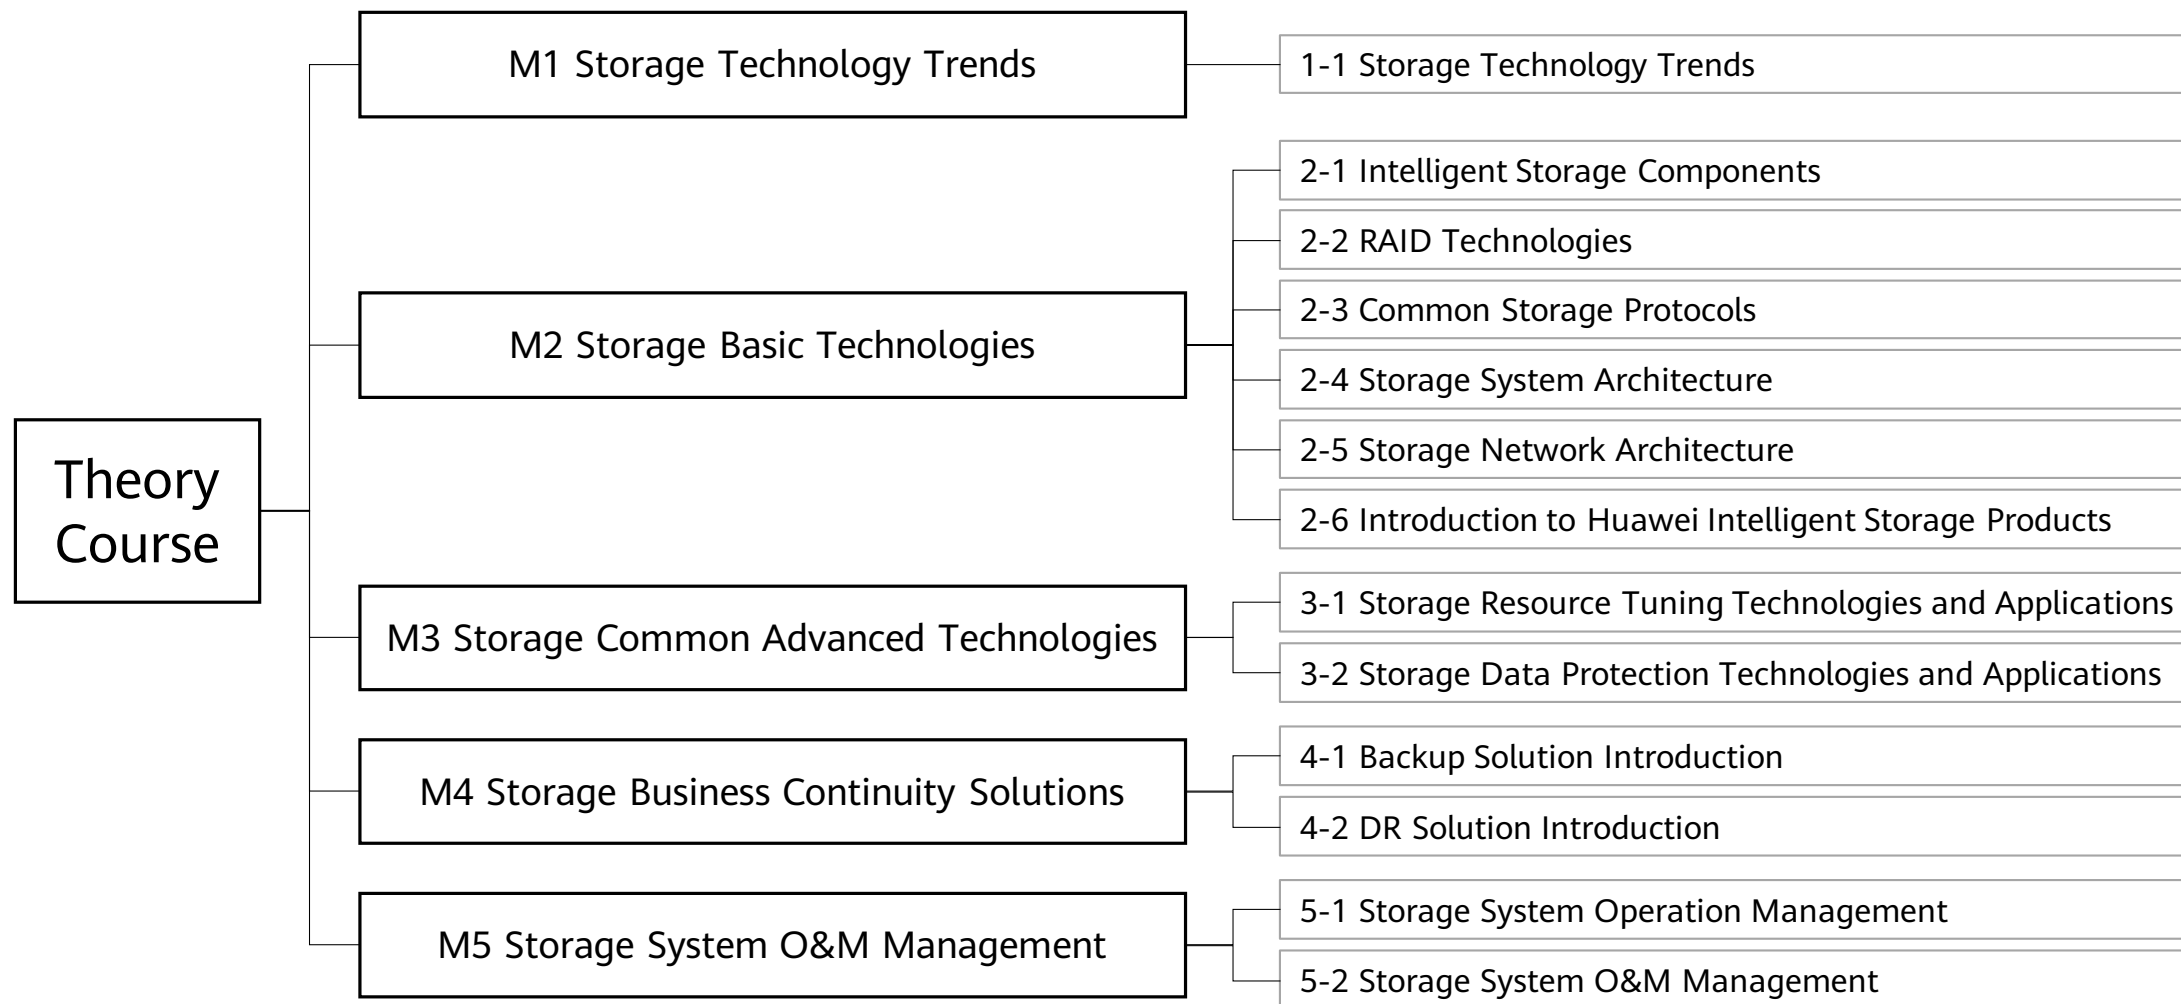 Theory
Course
M1 Storage Technology Trends
1-1 Storage Technology Trends
M2 Storage Basic Technologies
2-1 Intelligent Storage Components
2-2 RAID Technologies
2-3 Common Storage Protocols
2-4 Storage System Architecture
2-5 Storage Network Architecture
2-6 Introduction to Huawei Intelligent Storage Products
M3 Storage Common Advanced Technologies
3-1 Storage Resource Tuning Technologies and Applications
3-2 Storage Data Protection Technologies and Applications
M4 Storage Business Continuity Solutions
4-1 Backup Solution Introduction
4-2 DR Solution Introduction
M5 Storage System O&M Management
5-1 Storage System Operation Management
5-2 Storage System O&M Management